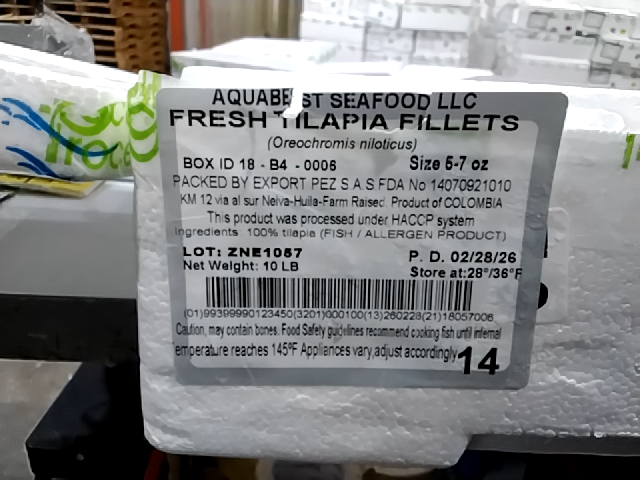 AQUABEST SEAFOOD LLC
FRESH TILAPIA FILLETS
(Oreochromis niloticus)
BOX ID 18 - B4 - 0006 Size 5-7 oz
PACKED BY EXPORT PEZ S.A.S FDA No 14070921010
KM 12 via al sur Neiva-Huila-Farm Raised. Product of COLOMBIA
This product was processed under HACCP system
Ingredients: 100% tilapia (FISH / ALLERGEN PRODUCT)
LOT: ZNE1057 P. D. 02/28/26
Net Weight: 10 LB Store at:28°/36°F
(01)99399990123450(3201)000100(13)260228(21)18057006
Caution, may contain bones. Food Safety guidelines recommend cooking fish until internal
temperature reaches 145ºF Appliances vary,adjust accordingly
14